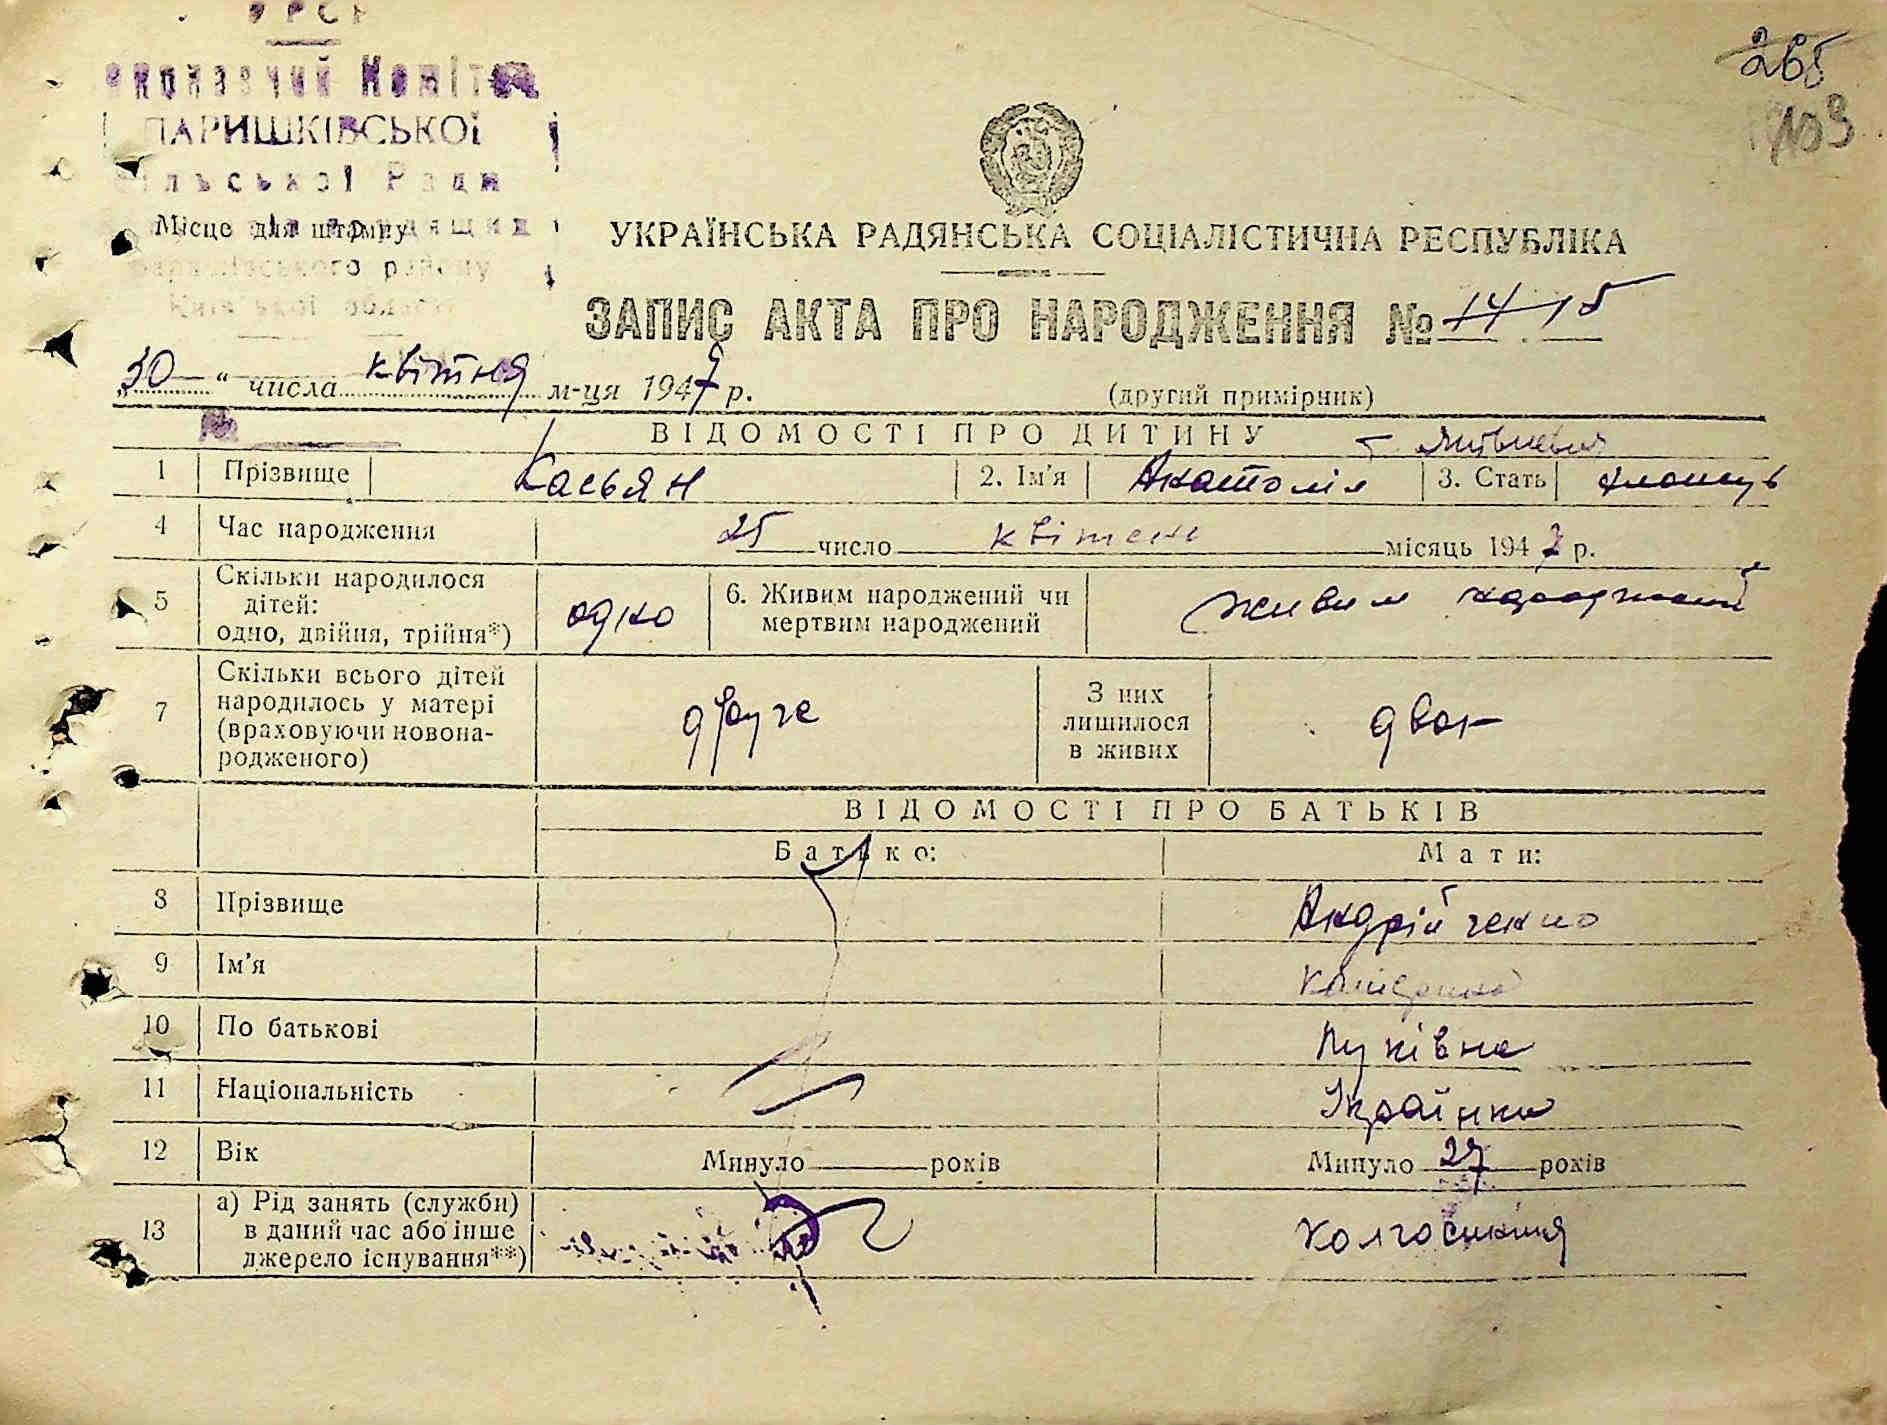 УРСР
Виконавчий Комітет
ПАРИШКІВСЬКОЇ
Сільської Ради
Місце для штампу
Баришівського району
Київської області
265
103
УКРАЇНСЬКА РАДЯНСЬКА СОЦІАЛІСТИЧНА РЕСПУБЛІКА
ЗАПИС АКТА ПРО НАРОДЖЕННЯ № 14 15
„30" числа квітня м-ця 1947 р.
(другий примірник)
ВІДОМОСТІ ПРО ДИТИНУ
1 Прізвище Касьян 2. Ім'я Анатолій 3. Стать хлопець
4 Час народження 25 число квітень місяць 1947 р.
5 Скільки народилося дітей: одно, двійня, трійня*) одно 6. Живим народжений чи мертвим народжений живим народжений
7 Скільки всього дітей народилось у матері (враховуючи новонародженого) друге З них лишилося в живих двоє
ВІДОМОСТІ ПРО БАТЬКІВ
Батько: Мати:
8 Прізвище Андрійченко
9 Ім'я Катерина
10 По батькові Луківна
11 Національність Українка
12 Вік Минуло років Минуло 27 років
13 а) Рід занять (служби) в даний час або інше джерело існування**) колгоспниця